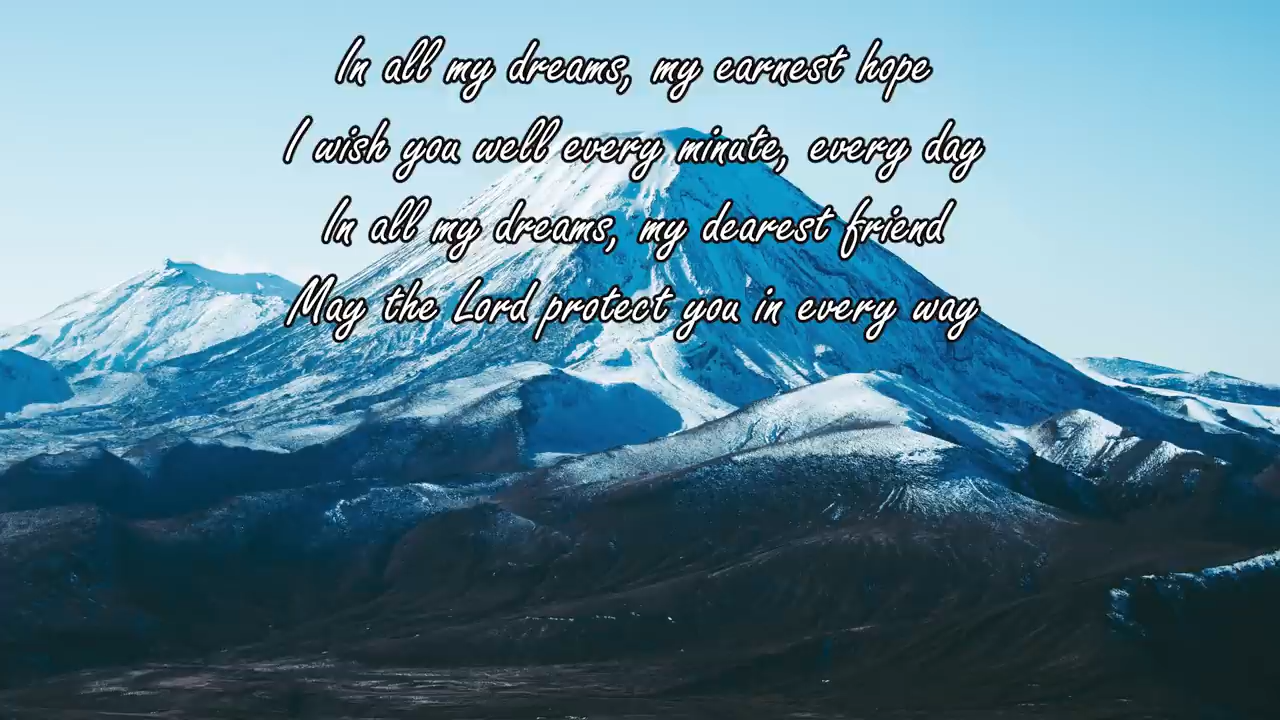 In all my dreams, my earnest hope
I wish you well every minute, every day
In all my dreams, my dearest friend
May the Lord protect you in every way